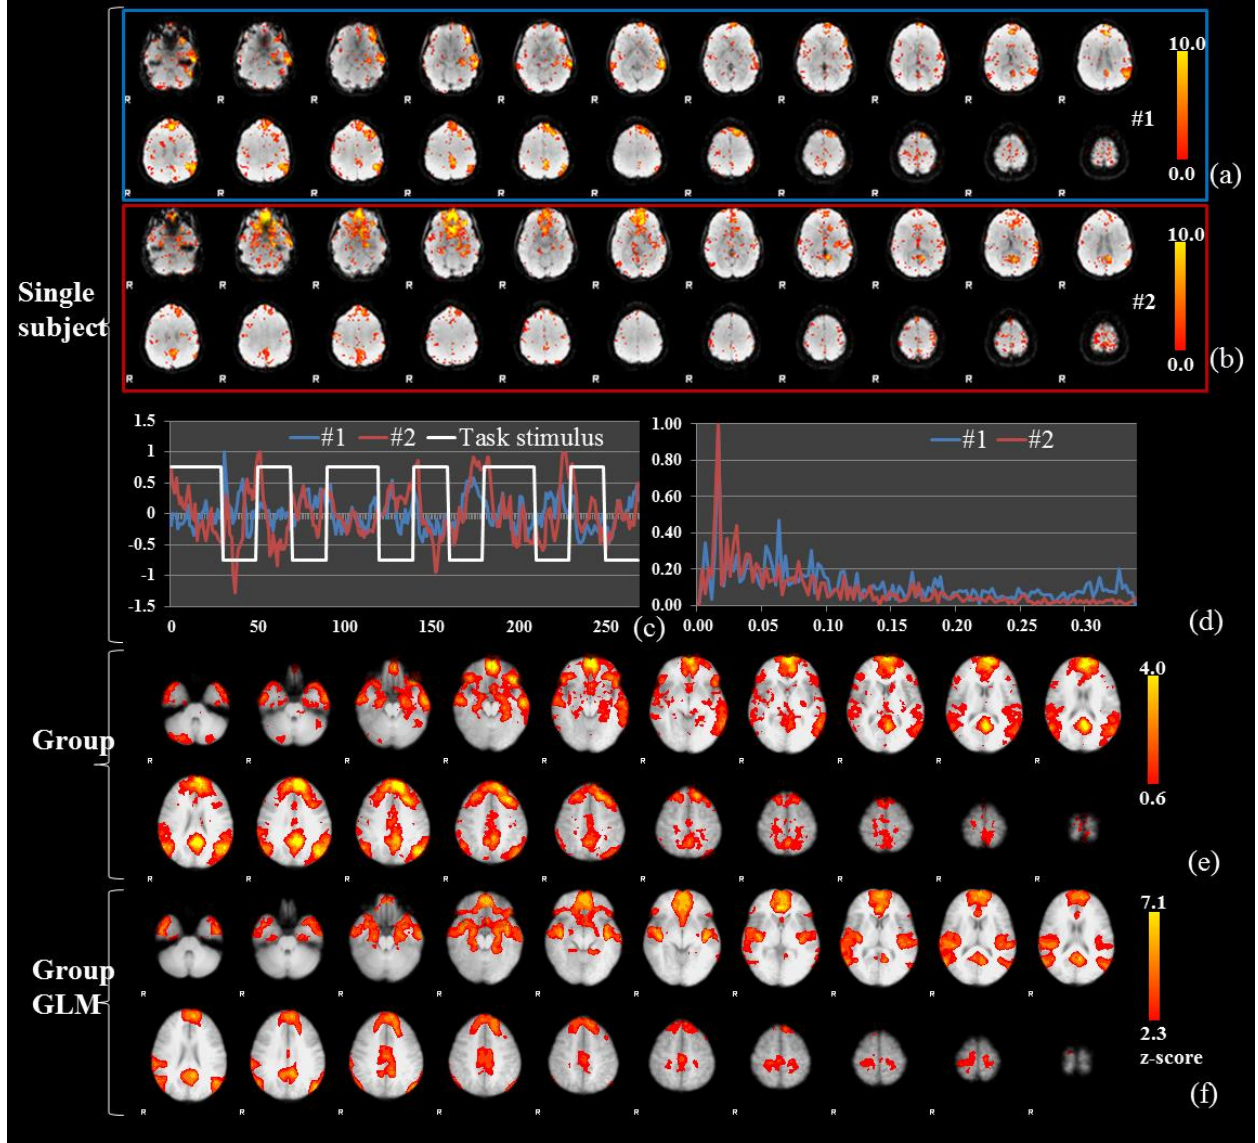 10.0
#1
0.0
(a)
R R R R R R R R R R R
R R R R R R R R R R R
10.0
#2
0.0
(b)
R R R R R R R R R R R
R R R R R R R R R R R
Single
subject
1.5
1
0.5
0
-0.5
-1
-1.5
#1 #2 Task stimulus
0 50 100 150 200 250
(c)
1.00
0.80
0.60
0.40
0.20
0.00
#1 #2
0.00 0.05 0.10 0.15 0.20 0.25 0.30
(d)
Group
4.0
0.6
R R R R R R R R R R
R R R R R R R R R R
(e)
Group
GLM
7.1
2.3
z-score
R R R R R R R R R R
R R R R R R R R R R
(f)